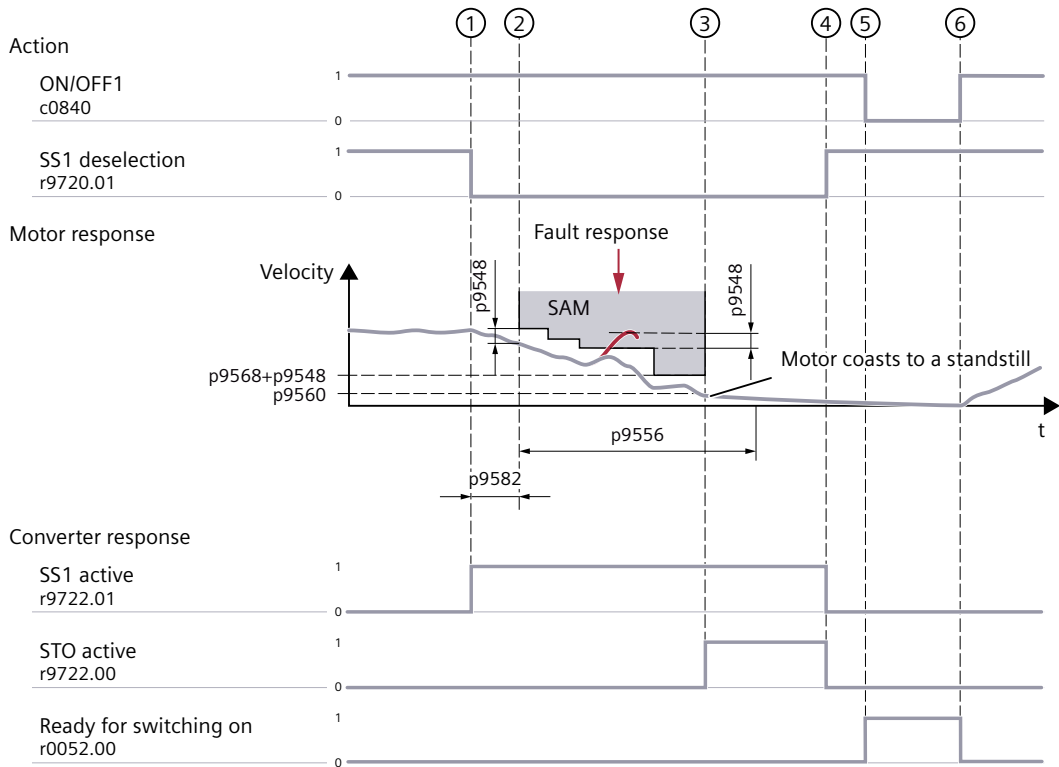 1 2 3 4 5 6
Action
ON/OFF1
c0840
1
0
SS1 deselection
r9720.01
1
0
Motor response
Fault response
Velocity
p9548
SAM
p9548
Motor coasts to a standstill
p9568+p9548
p9560
t
p9556
p9582
Converter response
SS1 active
r9722.01
1
0
STO active
r9722.00
1
0
Ready for switching on
r0052.00
1
0